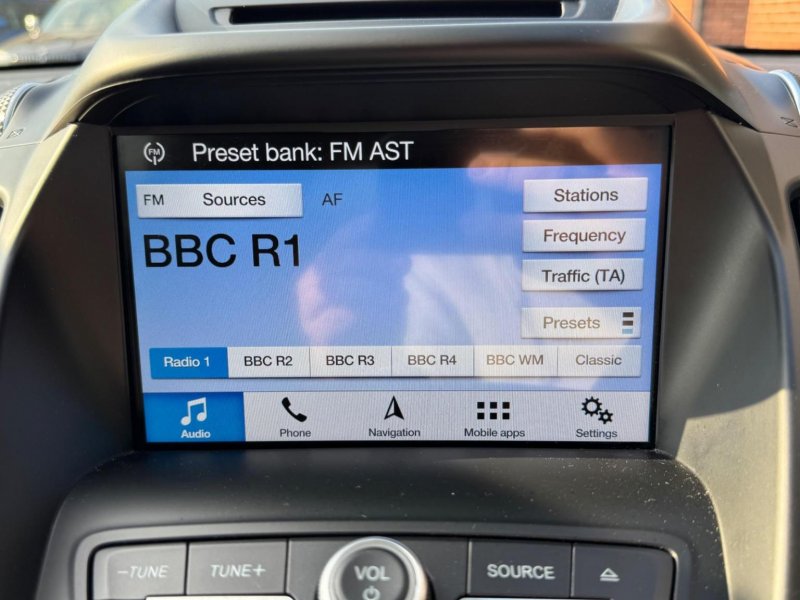 FM Preset bank: FM AST
FM Sources AF Stations
BBC R1 Frequency
Traffic (TA)
Presets
Radio 1 BBC R2 BBC R3 BBC R4 BBC WM Classic
Audio Phone Navigation Mobile apps Settings
-TUNE TUNE+ VOL SOURCE